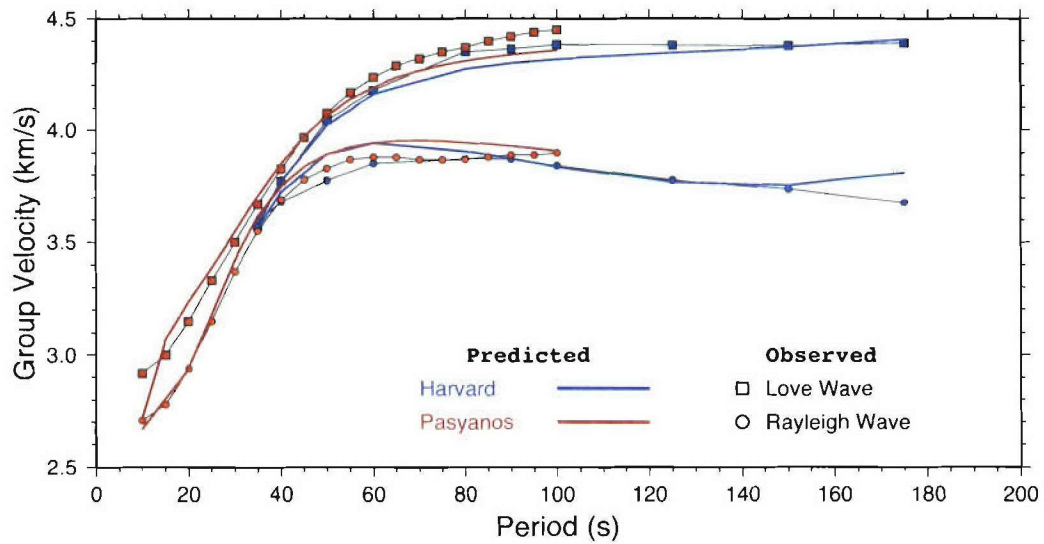 4.5
4.0
3.5
3.0
2.5
Group Velocity (km/s)
Predicted Observed
Harvard Love Wave
Pasyanos Rayleigh Wave
0 20 40 60 80 100 120 140 160 180 200
Period (s)